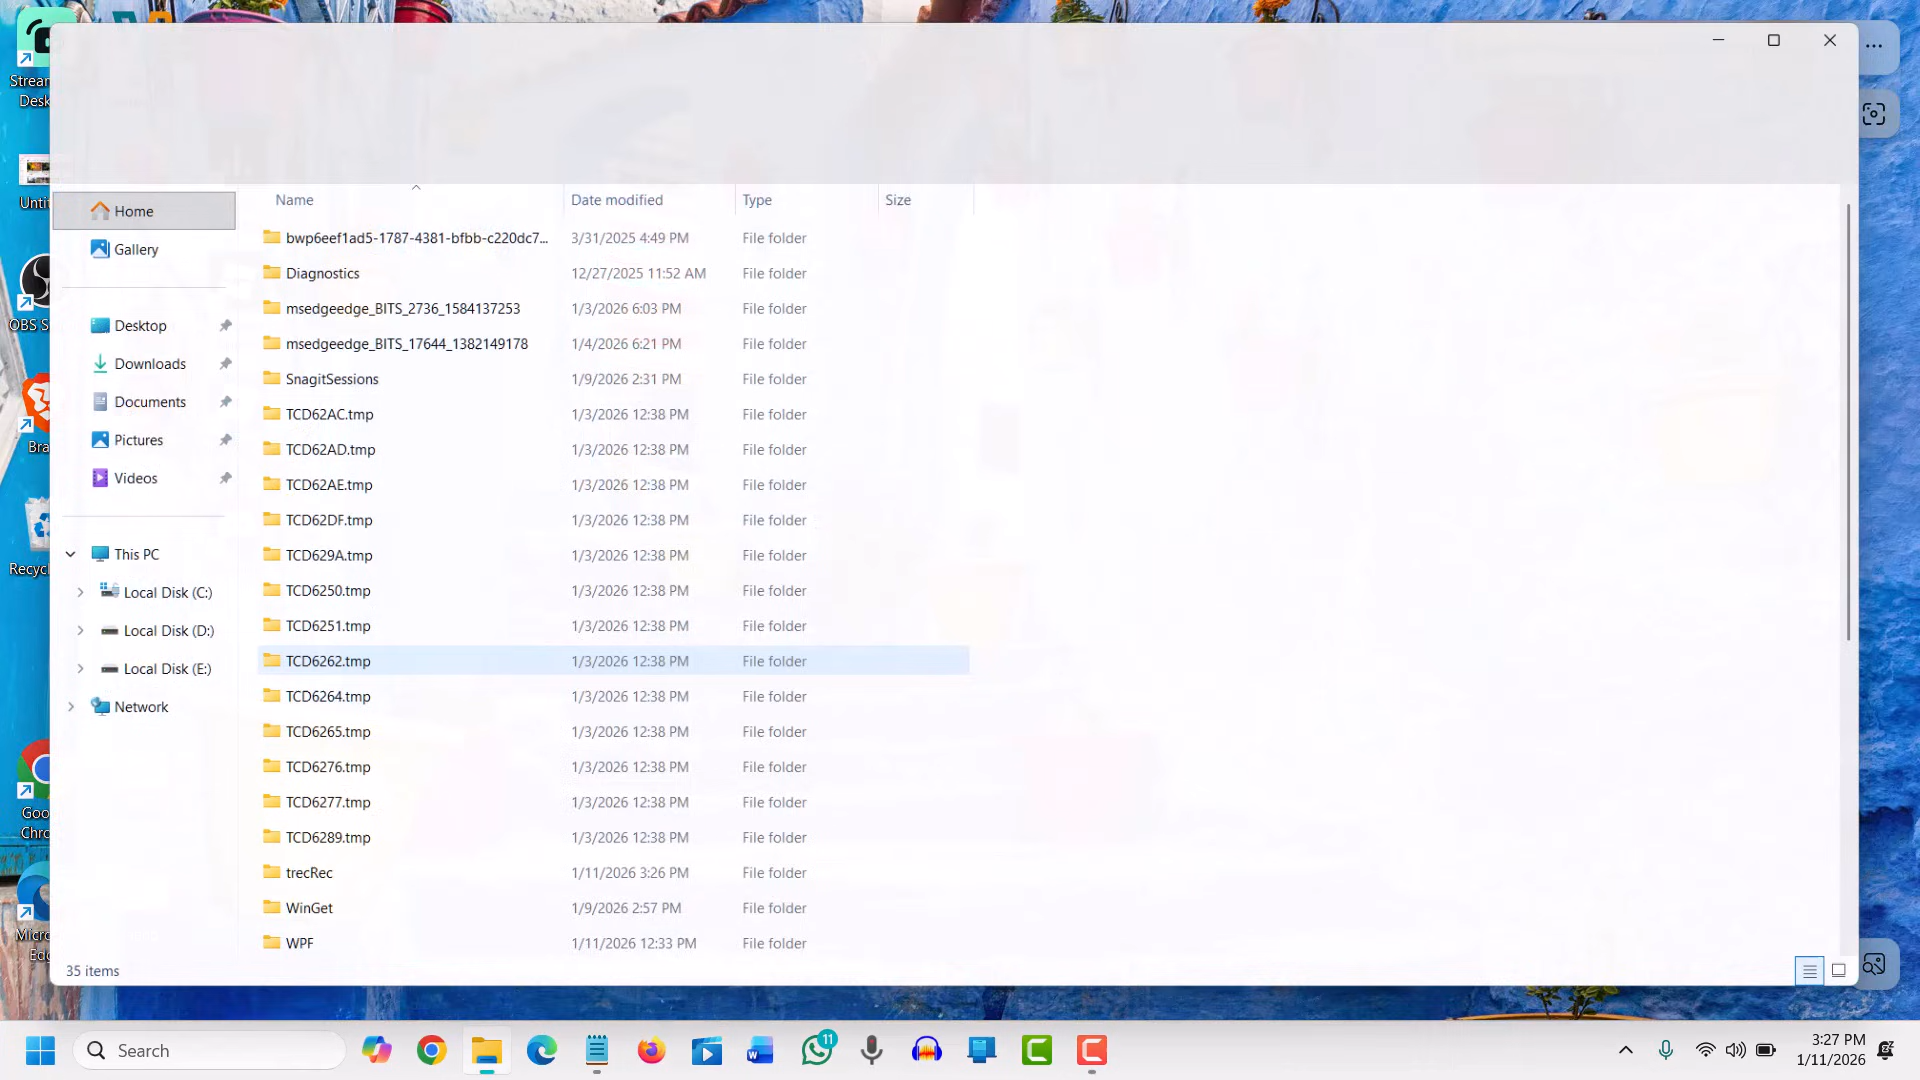 Strear
Desk
Untit
OBS S
Bra
Recycl
Goo
Chro
Micro
Edg
Home
Gallery
Desktop
Downloads
Documents
Pictures
Videos
This PC
Local Disk (C:)
Local Disk (D:)
Local Disk (E:)
Network
Name Date modified Type Size
bwp6eef1ad5-1787-4381-bfbb-c220dc7... 3/31/2025 4:49 PM File folder
Diagnostics 12/27/2025 11:52 AM File folder
msedgeedge_BITS_2736_1584137253 1/3/2026 6:03 PM File folder
msedgeedge_BITS_17644_1382149178 1/4/2026 6:21 PM File folder
SnagitSessions 1/9/2026 2:31 PM File folder
TCD62AC.tmp 1/3/2026 12:38 PM File folder
TCD62AD.tmp 1/3/2026 12:38 PM File folder
TCD62AE.tmp 1/3/2026 12:38 PM File folder
TCD62DF.tmp 1/3/2026 12:38 PM File folder
TCD629A.tmp 1/3/2026 12:38 PM File folder
TCD6250.tmp 1/3/2026 12:38 PM File folder
TCD6251.tmp 1/3/2026 12:38 PM File folder
TCD6262.tmp 1/3/2026 12:38 PM File folder
TCD6264.tmp 1/3/2026 12:38 PM File folder
TCD6265.tmp 1/3/2026 12:38 PM File folder
TCD6276.tmp 1/3/2026 12:38 PM File folder
TCD6277.tmp 1/3/2026 12:38 PM File folder
TCD6289.tmp 1/3/2026 12:38 PM File folder
trecRec 1/11/2026 3:26 PM File folder
WinGet 1/9/2026 2:57 PM File folder
WPF 1/11/2026 12:33 PM File folder
35 items
Search
11
3:27 PM
1/11/2026